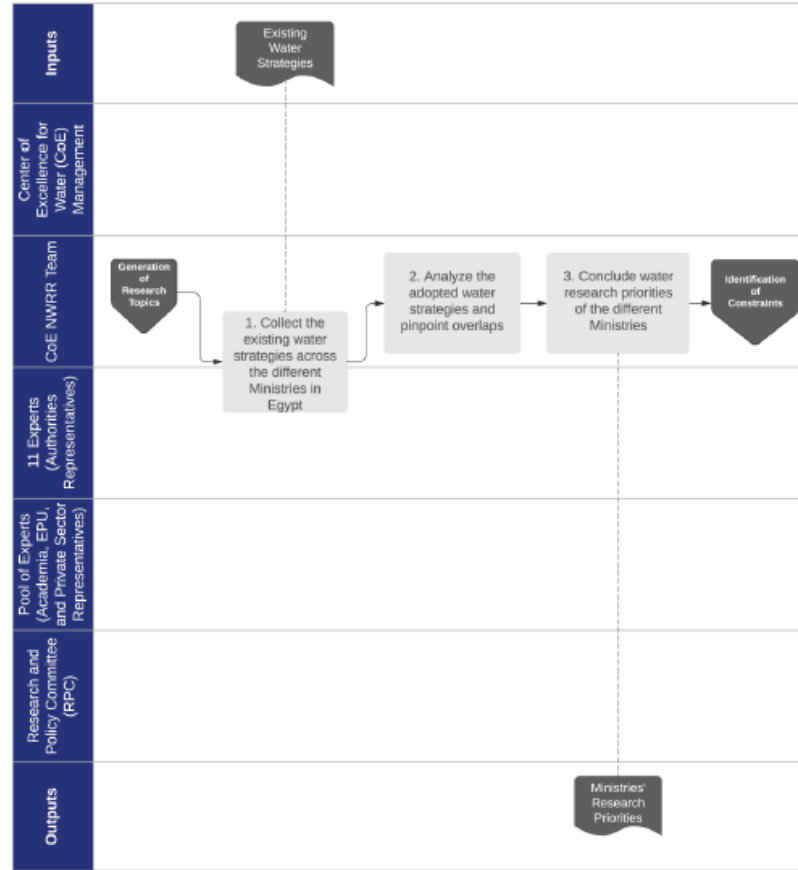 Inputs
Existing
Water
Strategies
Center of
Excellence for
Water (CoE)
Management
CoE NWRR Team
Generation
of
Research
Topics
1. Collect the
existing water
strategies across
the different
Ministries in
Egypt
2. Analyze the
adopted water
strategies and
pinpoint overlaps
3. Conclude water
research priorities
of the different
Ministries
Identification
of
Constraints
11 Experts
(Authorities
Representatives)
Pool of Experts
(Academia, EPU,
and Private Sector
Representatives)
Research and
Policy Committee
(RPC)
Outputs
Ministries'
Research
Priorities